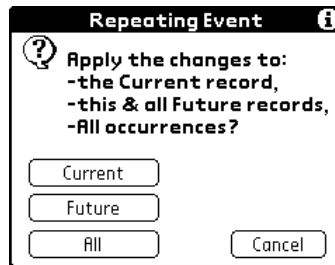 Repeating Event i
Apply the changes to:
-the Current record,
-this & all Future records,
-All occurrences?
Current
Future
All Cancel